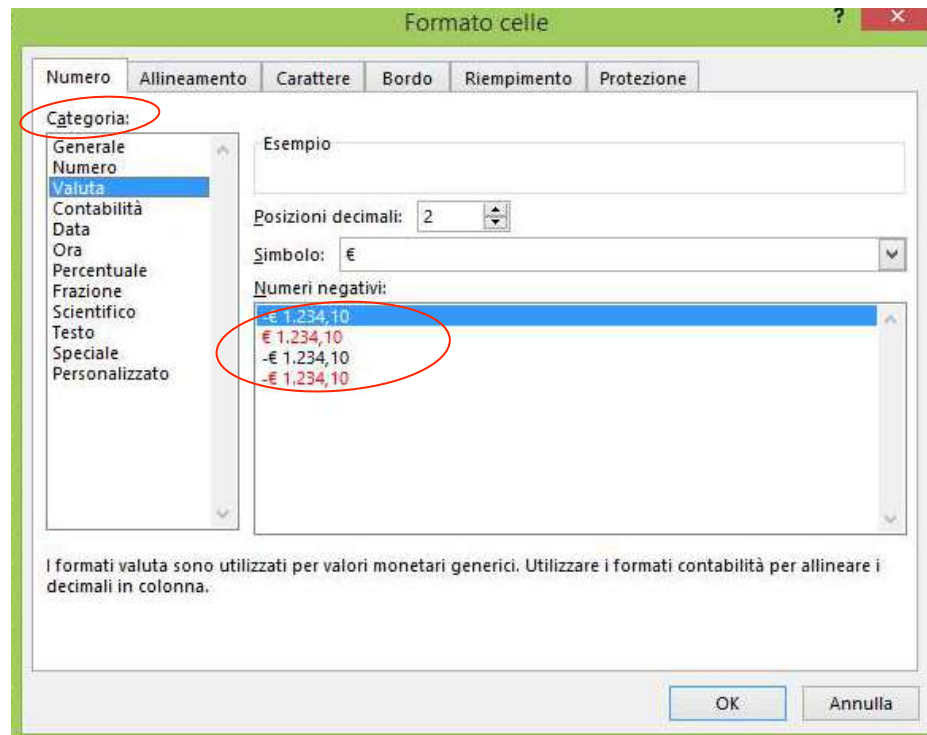 Formato celle
?
Numero
Allineamento
Carattere
Bordo
Riempimento
Protezione
Categoria:
Generale
Numero
Valuta
Contabilità
Data
Ora
Percentuale
Frazione
Scientifico
Testo
Speciale
Personalizzato
Esempio
Posizioni decimali: 2
Simbolo: €
Numeri negativi:
-€ 1.234,10
€ 1.234,10
-€ 1.234,10
-€ 1.234,10
I formati valuta sono utilizzati per valori monetari generici. Utilizzare i formati contabilità per allineare i
decimali in colonna.
OK
Annulla